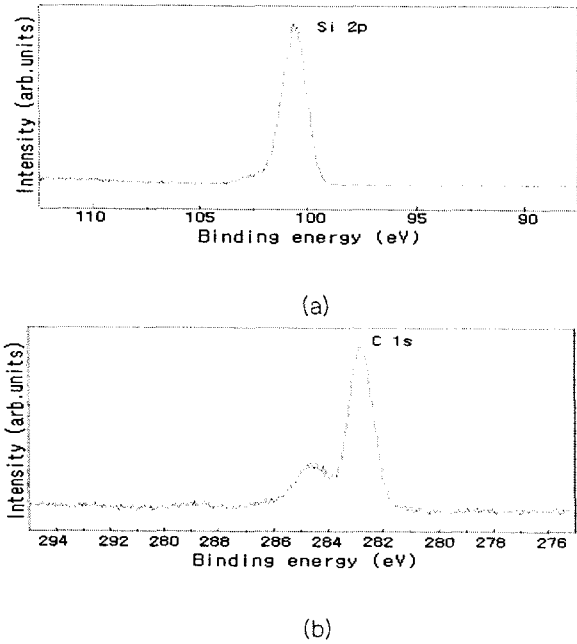 Si 2p
Intensity (arb.units)
110 105 100 95 90
Binding energy (eV)
(a)
C 1s
Intensity (arb.units)
294 292 280 288 286 284 282 280 278 276
Binding energy (eV)
(b)